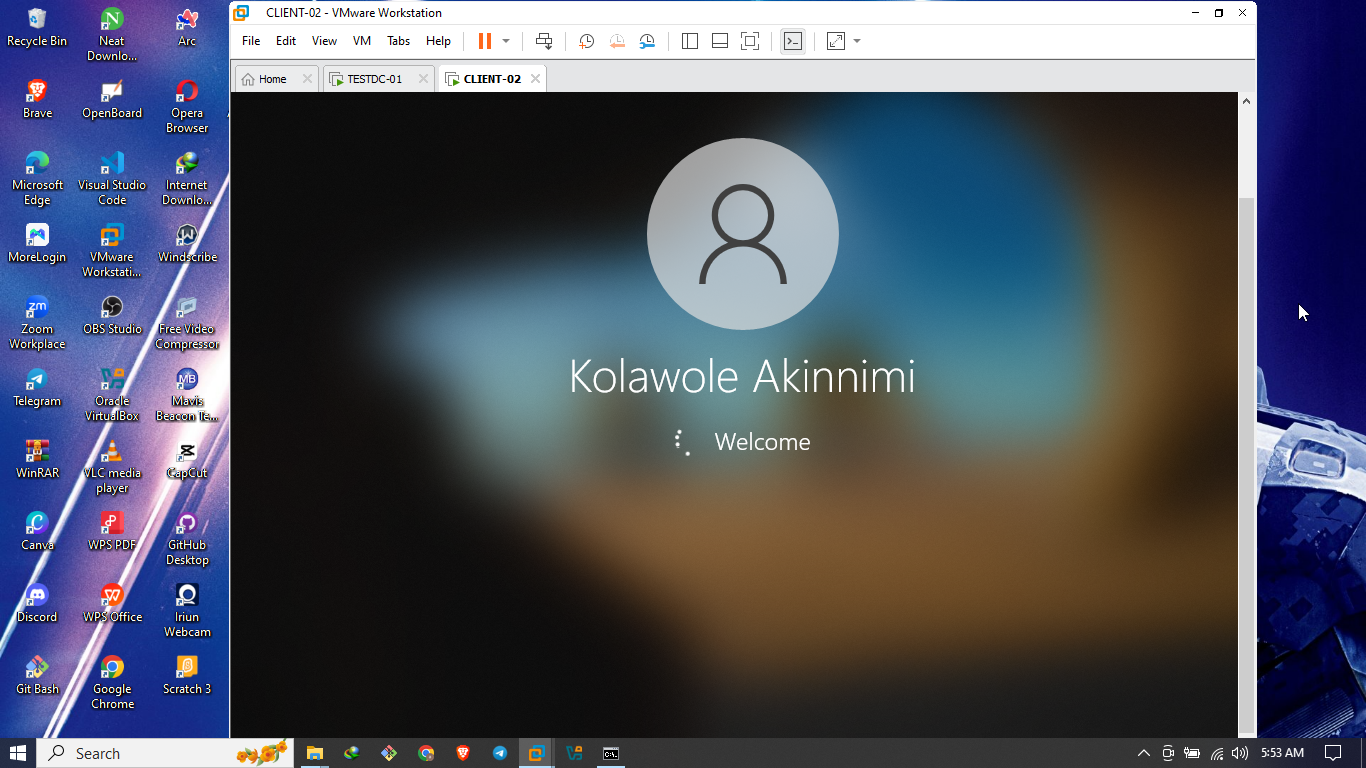 CLIENT-02 - VMware Workstation
File Edit View VM Tabs Help
Home TESTDC-01 CLIENT-02
Recycle Bin
Neat
Downlo...
Arc
Brave
OpenBoard
Opera
Browser
Microsoft
Edge
Visual Studio
Code
Internet
Downlo...
MoreLogin
VMware
Workstati...
Windscribe
Zoom
Workplace
OBS Studio
Free Video
Compressor
Telegram
Oracle
VirtualBox
Mavis
Beacon Te...
WinRAR
VLC media
player
CapCut
Canva
WPS PDF
GitHub
Desktop
Discord
WPS Office
Iriun
Webcam
Git Bash
Google
Chrome
Scratch 3
Kolawole Akinnimi
Welcome
Search
5:53 AM